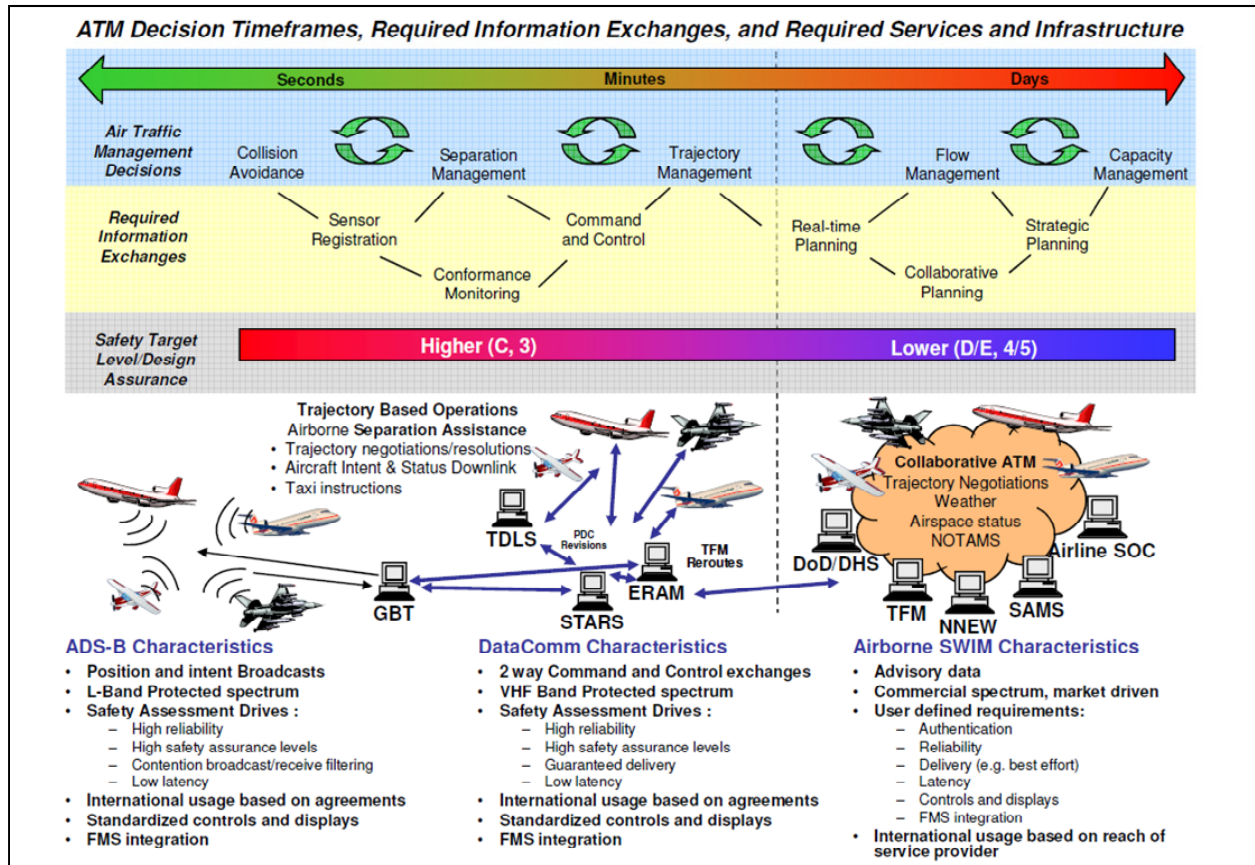 ATM Decision Timeframes, Required Information Exchanges, and Required Services and Infrastructure
Seconds
Minutes
Days
Air Traffic
Management
Decisions
Collision
Avoidance
Separation
Management
Trajectory
Management
Flow
Management
Capacity
Management
Required
Information
Exchanges
Sensor
Registration
Command
and Control
Real-time
Planning
Strategic
Planning
Conformance
Monitoring
Collaborative
Planning
Safety Target
Level/Design
Assurance
Higher (C, 3)
Lower (D/E, 4/5)
Trajectory Based Operations
Airborne Separation Assistance
• Trajectory negotiations/resolutions
• Aircraft Intent & Status Downlink
• Taxi instructions
TDLS
PDC
Revisions
TFM
Reroutes
GBT
STARS
ERAM
Collaborative ATM
Trajectory Negotiations
Weather
Airspace status
NOTAMS
DoD/DHS
TFM
NNEW
SAMS
Airline SOC
ADS-B Characteristics
• Position and intent Broadcasts
• L-Band Protected spectrum
• Safety Assessment Drives :
– High reliability
– High safety assurance levels
– Contention broadcast/receive filtering
– Low latency
• International usage based on agreements
• Standardized controls and displays
• FMS integration
DataComm Characteristics
• 2 way Command and Control exchanges
• VHF Band Protected spectrum
• Safety Assessment Drives :
– High reliability
– High safety assurance levels
– Guaranteed delivery
– Low latency
• International usage based on agreements
• Standardized controls and displays
• FMS integration
Airborne SWIM Characteristics
• Advisory data
• Commercial spectrum, market driven
• User defined requirements:
– Authentication
– Reliability
– Delivery (e.g. best effort)
– Latency
– Controls and displays
– FMS integration
• International usage based on reach of
service provider